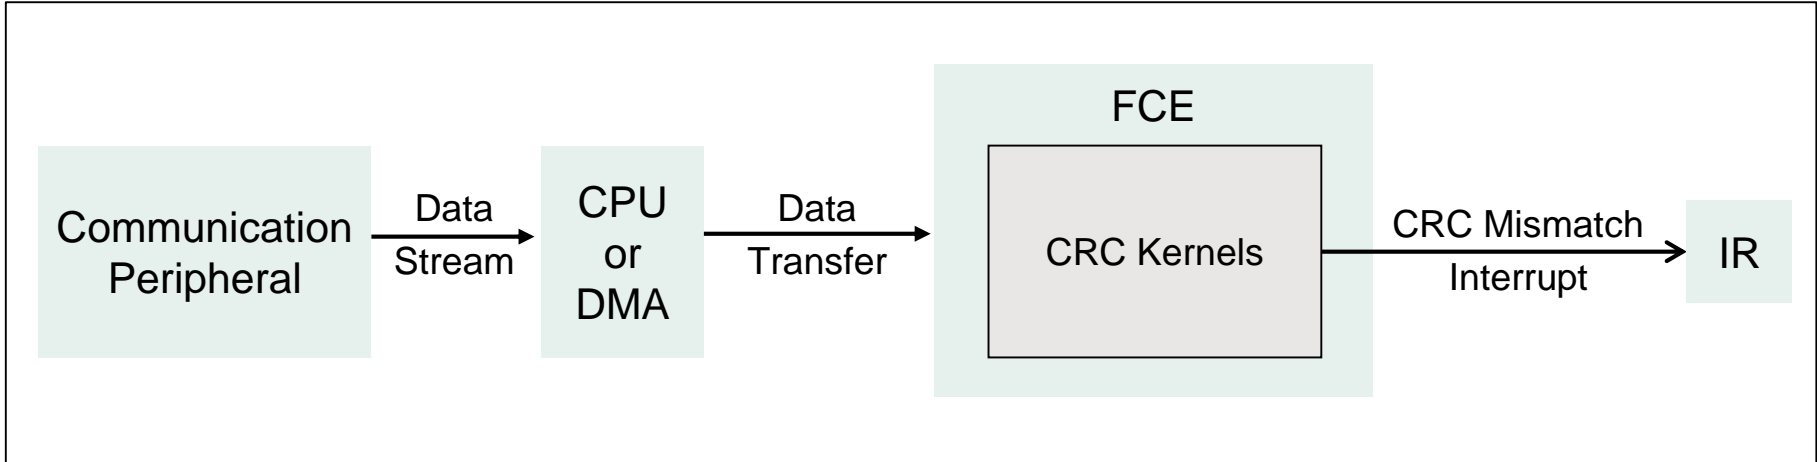 Communication
Peripheral
Data
Stream
CPU
or
DMA
Data
Transfer
FCE
CRC Kernels
CRC Mismatch
Interrupt
IR